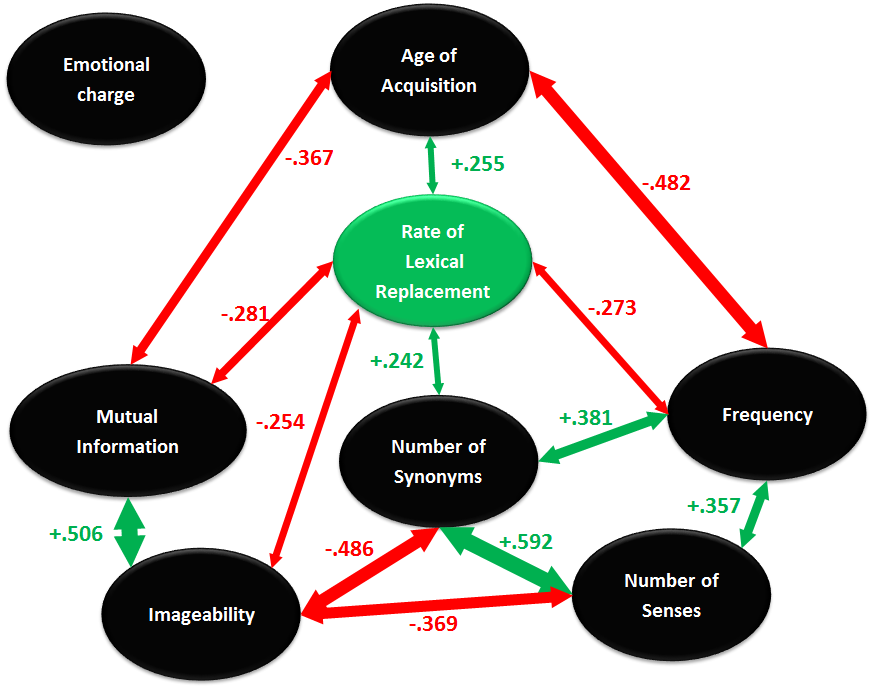 Emotional
charge
Age of
Acquisition
-.367
+.255
-.482
Rate of
Lexical
Replacement
-.281
-.273
+.242
-.254
Mutual
Information
Number of
Synonyms
+.381
Frequency
+.506
-.486
+.592
+.357
Imageability
-.369
Number of
Senses